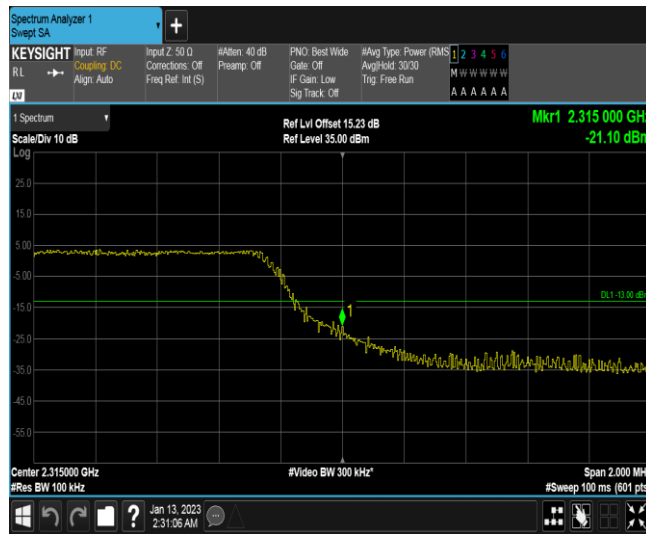 Spectrum Analyzer 1
Swept SA
+
KEYSIGHT
RL
LXI
Input: RF
Coupling: DC
Align: Auto
Input Z: 50 Ω
Corrections: Off
Freq Ref: Int (S)
#Atten: 40 dB
Preamp: Off
PNO: Best Wide
Gate: Off
IF Gain: Low
Sig Track: Off
#Avg Type: Power (RMS
Avg|Hold: 30/30
Trig: Free Run
1 2 3 4 5 6
M W W W W W
A A A A A A
1 Spectrum
Scale/Div 10 dB
Log
Ref Lvl Offset 15.23 dB
Ref Level 35.00 dBm
Mkr1 2.315 000 GHz
-21.10 dBm
25.0
15.0
5.00
-5.00
-15.0
-25.0
-35.0
-45.0
-55.0
DL1 -13.00 dBm
1
Center 2.315000 GHz
#Res BW 100 kHz
#Video BW 300 kHz*
Span 2.000 MH
#Sweep 100 ms (601 pts
?
Jan 13, 2023
2:31:06 AM